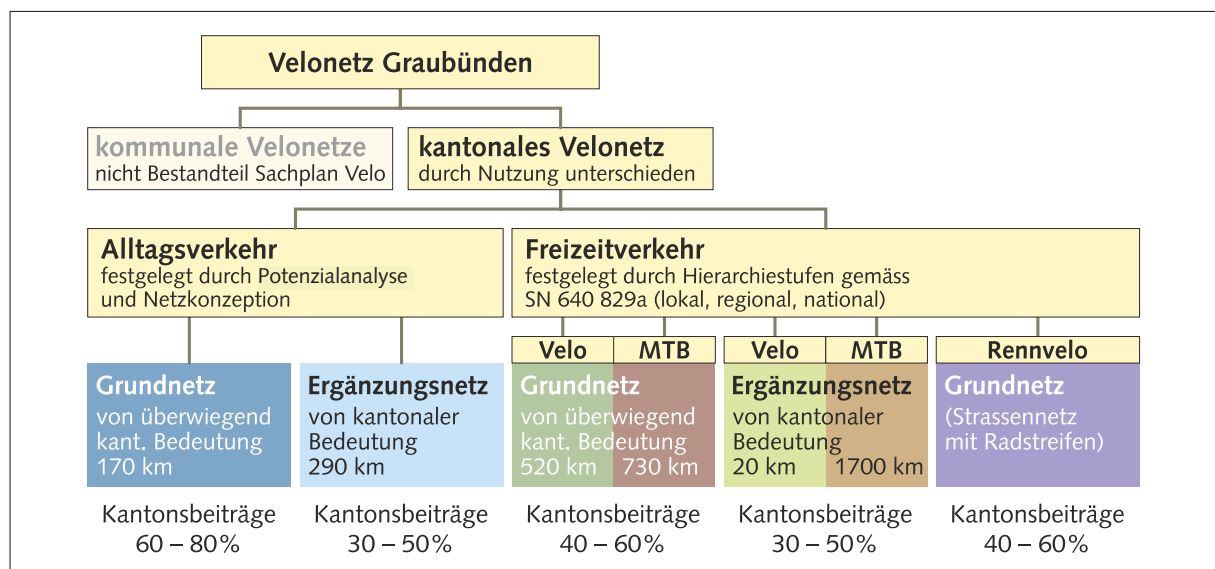 Velonetz Graubünden
kommunale Velonetze
nicht Bestandteil Sachplan Velo
kantonales Velonetz
durch Nutzung unterschieden
Alltagsverkehr
festgelegt durch Potenzialanalyse
und Netzkonzeption
Freizeitverkehr
festgelegt durch Hierarchiestufen gemäss
SN 640 829a (lokal, regional, national)
Velo MTB
Velo MTB
Rennvelo
Grundnetz
von überwiegend
kant. Bedeutung
170 km
Ergänzungsnetz
von kantonaler
Bedeutung
290 km
Grundnetz
von überwiegend
kant. Bedeutung
520 km 730 km
Ergänzungsnetz
von kantonaler
Bedeutung
20 km 1700 km
Grundnetz
(Strassennetz
mit Radstreifen)
Kantonsbeiträge
60 – 80%
Kantonsbeiträge
30 – 50%
Kantonsbeiträge
40 – 60%
Kantonsbeiträge
30 – 50%
Kantonsbeiträge
40 – 60%